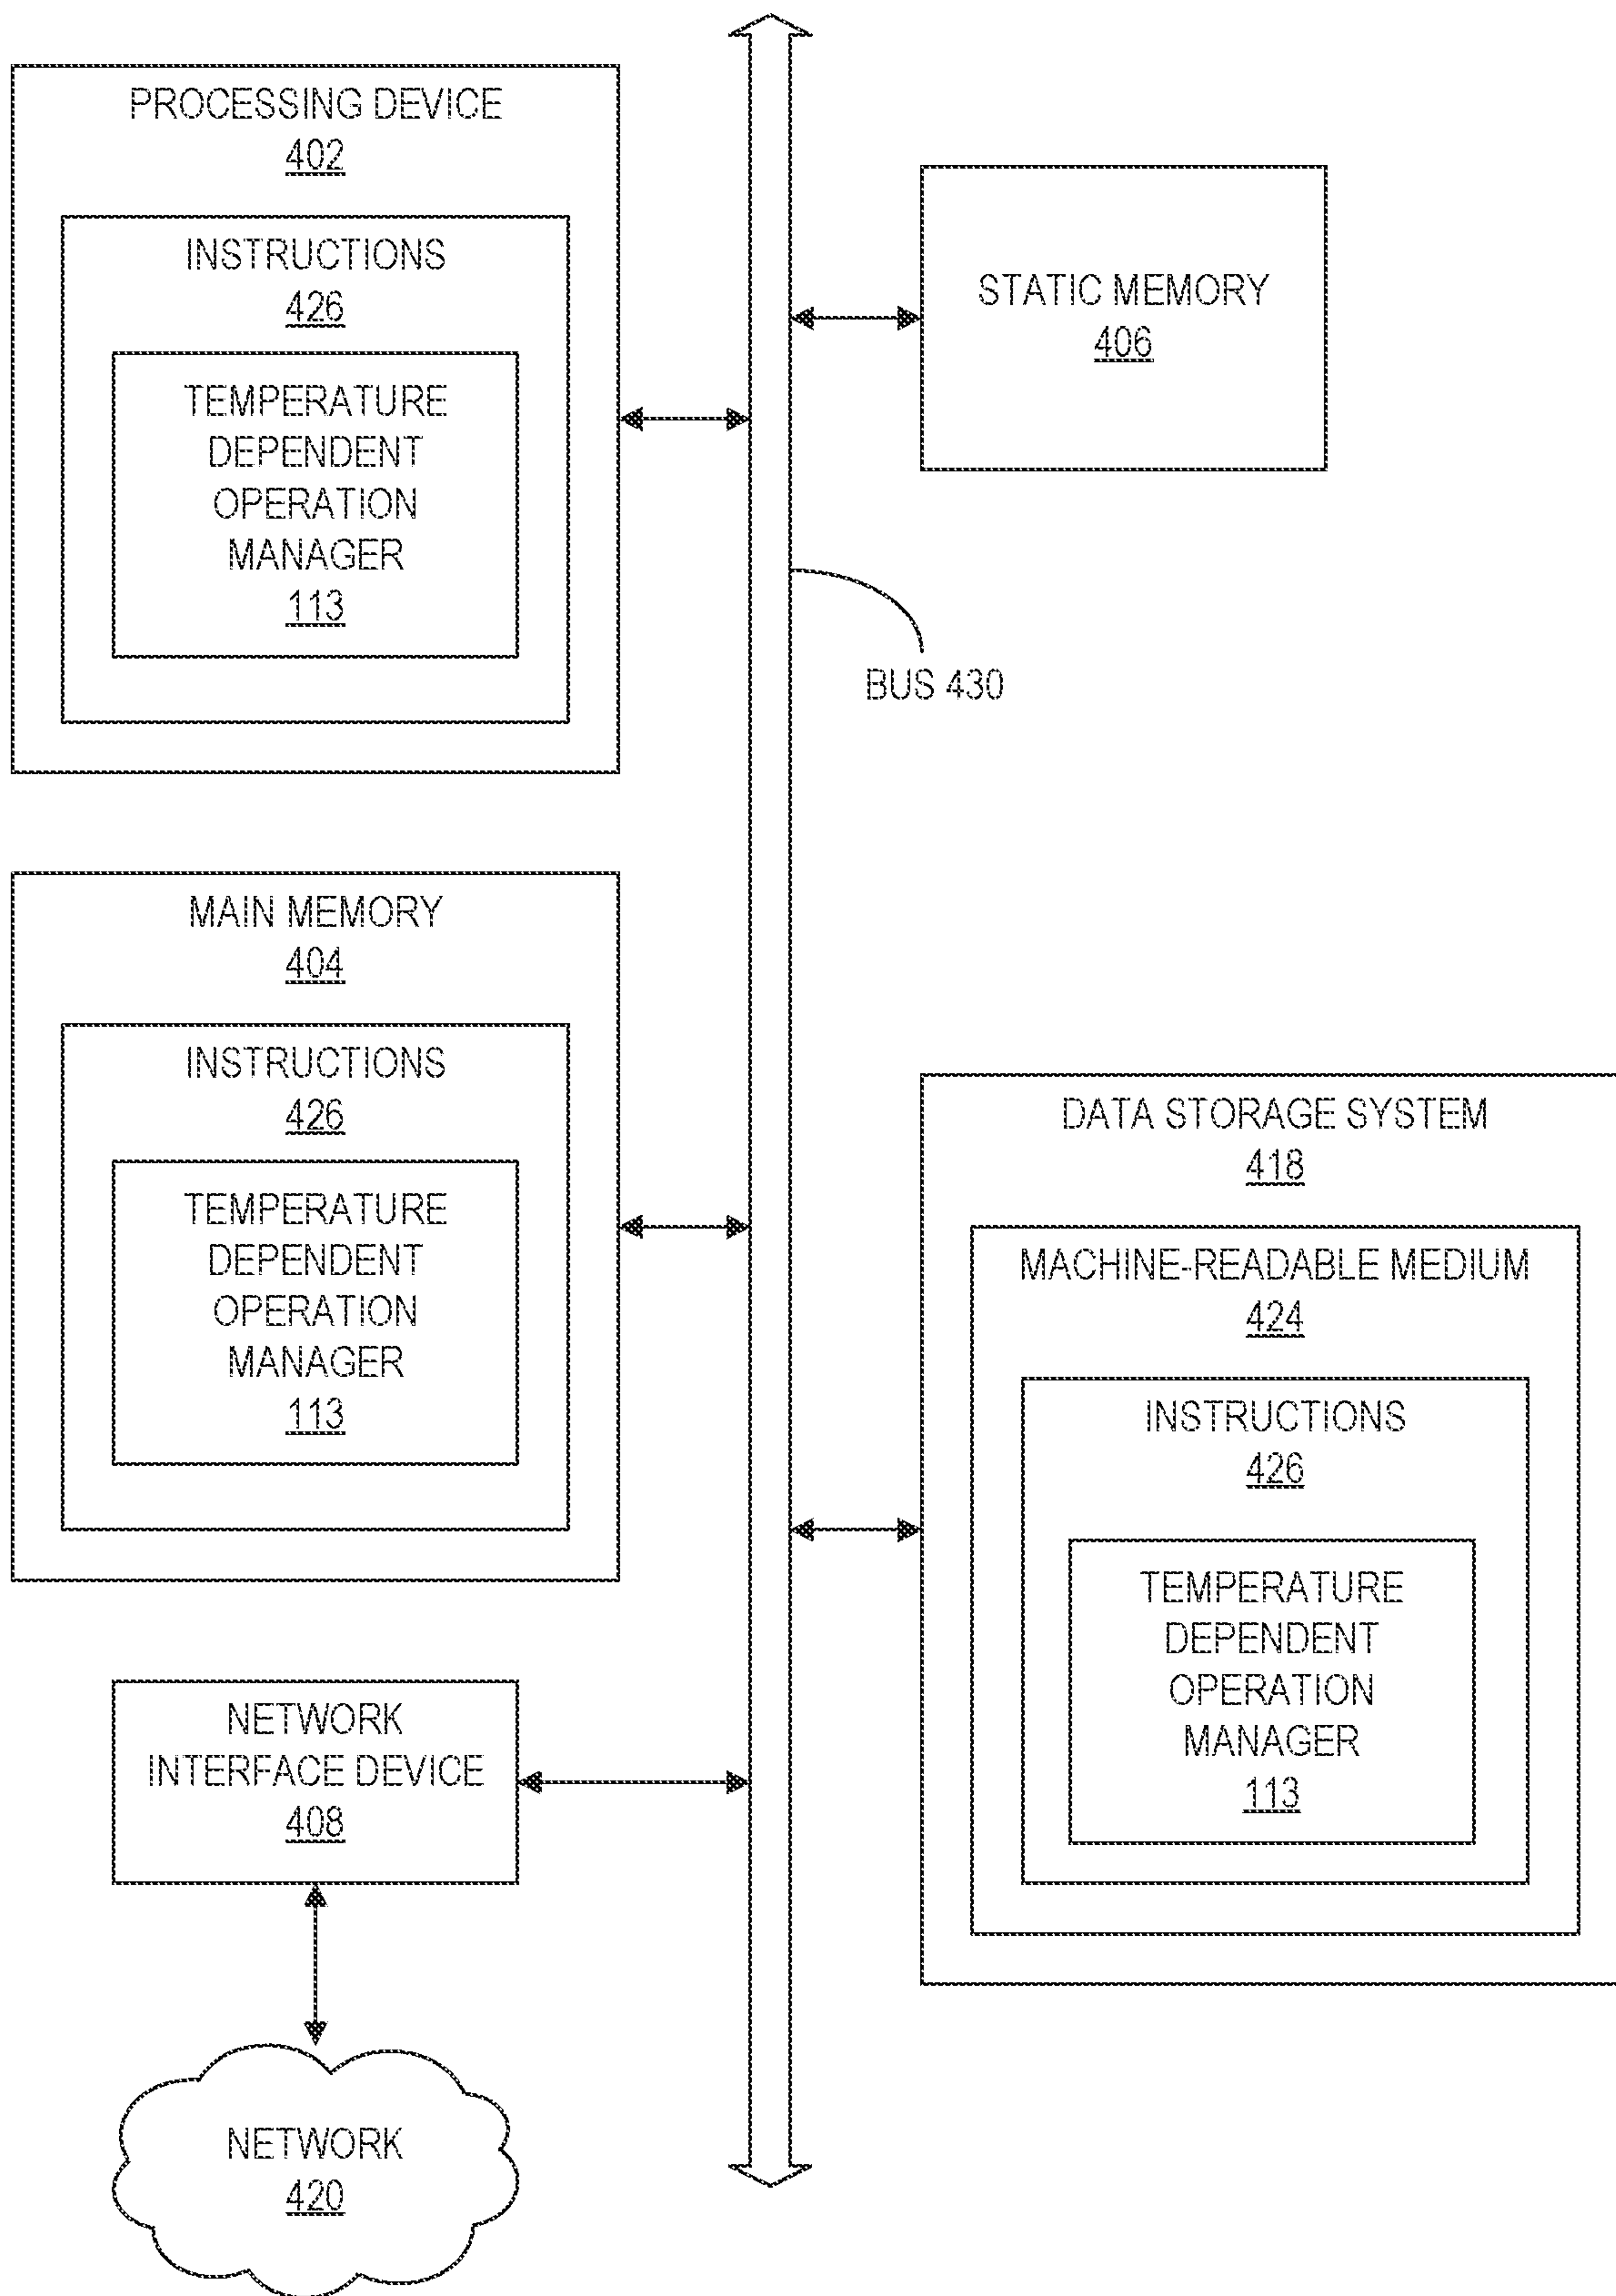 PROCESSING DEVICE
402
INSTRUCTIONS
426
TEMPERATURE
DEPENDENT
OPERATION
MANAGER
113
STATIC MEMORY
406
BUS 430
MAIN MEMORY
404
INSTRUCTIONS
426
TEMPERATURE
DEPENDENT
OPERATION
MANAGER
113
DATA STORAGE SYSTEM
418
MACHINE-READABLE MEDIUM
424
INSTRUCTIONS
426
TEMPERATURE
DEPENDENT
OPERATION
MANAGER
113
NETWORK
INTERFACE DEVICE
408
NETWORK
420